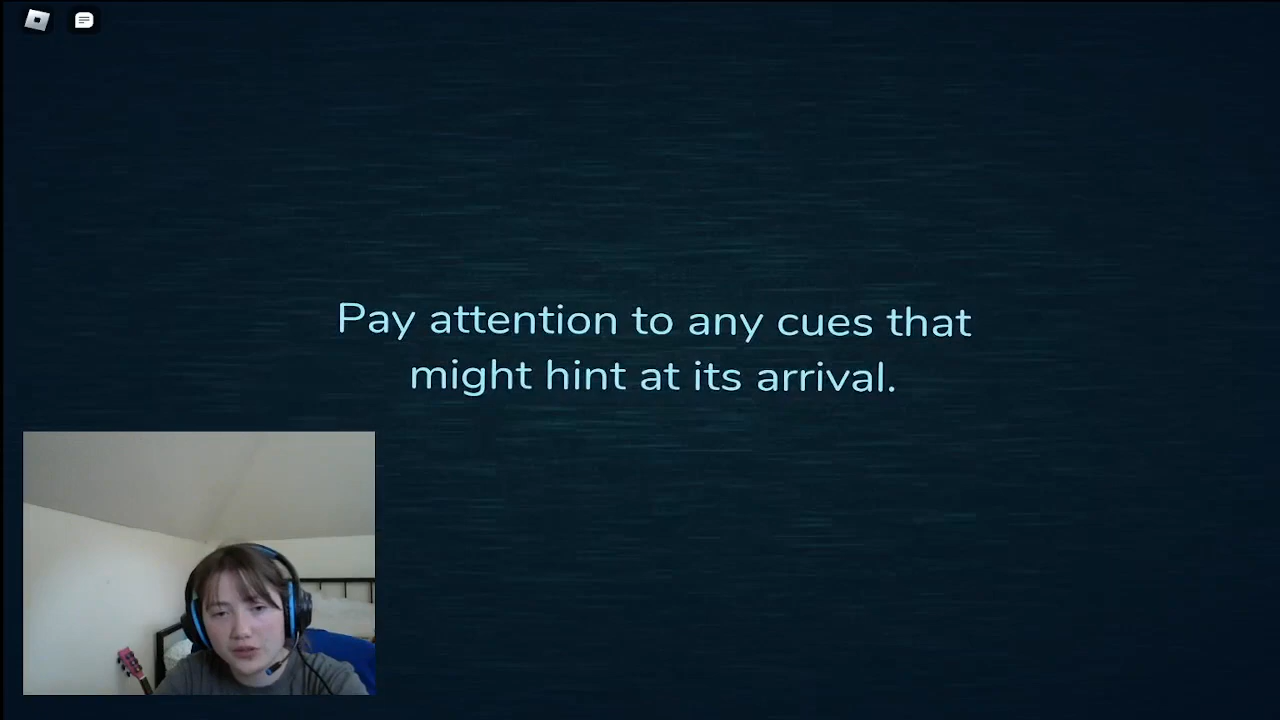 Pay attention to any cues that
might hint at its arrival.